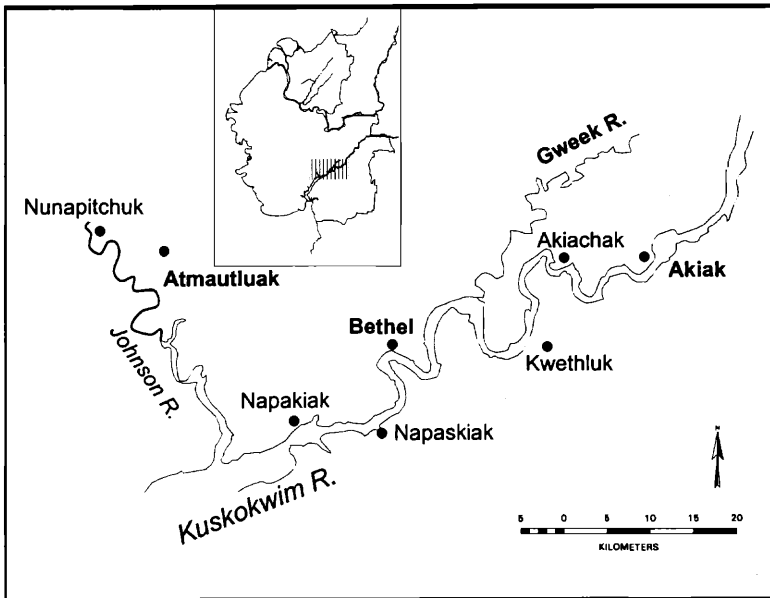 Gweek R.
Nunapitchuk
Akiachak
Atmautluak
Akiak
Bethel
Johnson R.
Kwethluk
Napakiak
Napaskiak
Kuskokwim R.
N
5 0 5 10 15 20
KILOMETERS